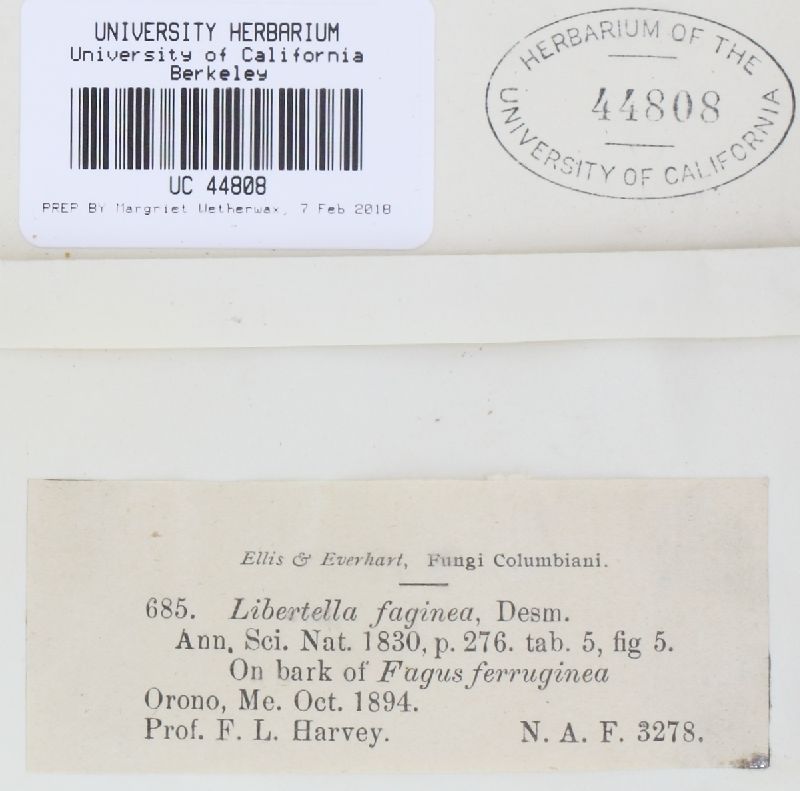 UNIVERSITY HERBARIUM
University of California
Berkeley
UC 44808
PREP BY Margriet Wetherwax, 7 Feb 2018
HERBARIUM OF THE
44808
UNIVERSITY OF CALIFORNIA
Ellis & Everhart, Fungi Columbiani.
685. Libertella faginea, Desm.
Ann. Sci. Nat. 1830, p. 276. tab. 5, fig 5.
On bark of Fagus ferruginea
Orono, Me. Oct. 1894.
Prof. F. L. Harvey. N. A. F. 3278.